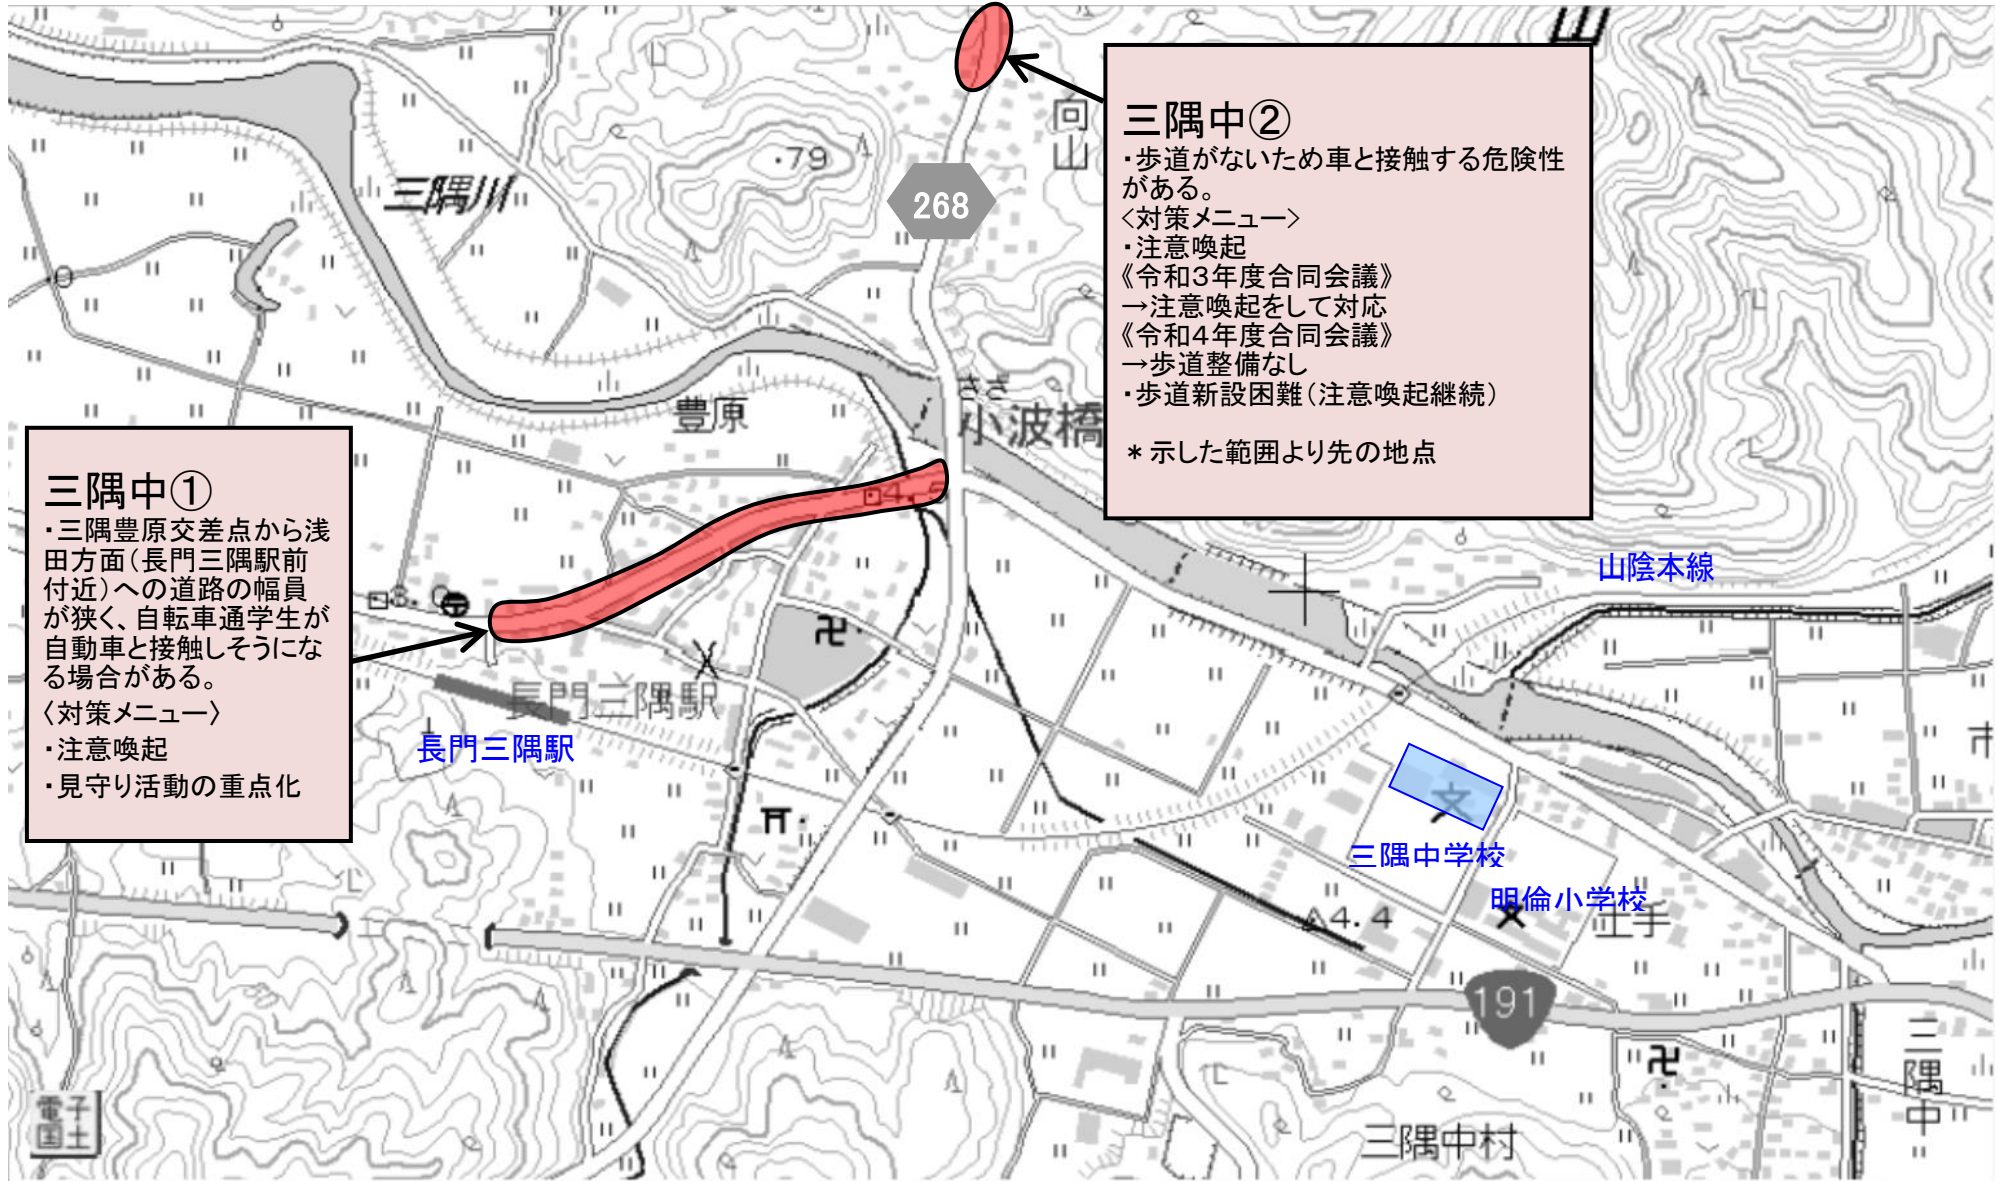 三隅中②
・歩道がないため車と接触する危険性
がある。
<対策メニュー>
・注意喚起
《令和3年度合同会議》
→注意喚起をして対応
《令和4年度合同会議》
→歩道整備なし
・歩道新設困難(注意喚起継続)
*示した範囲より先の地点
三隅中①
・三隅豊原交差点から浅
田方面(長門三隅駅前
付近)への道路の幅員
が狭く、自転車通学生が
自動車と接触しそうにな
る場合がある。
〈対策メニュー〉
・注意喚起
・見守り活動の重点化
山
向山
・79
三隅川
268
豊原
さざ
小波橋
山陰本線
長門三隅駅
長門三隅駅
三隅中学校
明倫小学校
土手
4.4
191
市
三隅中
三隅中村
電子
国土